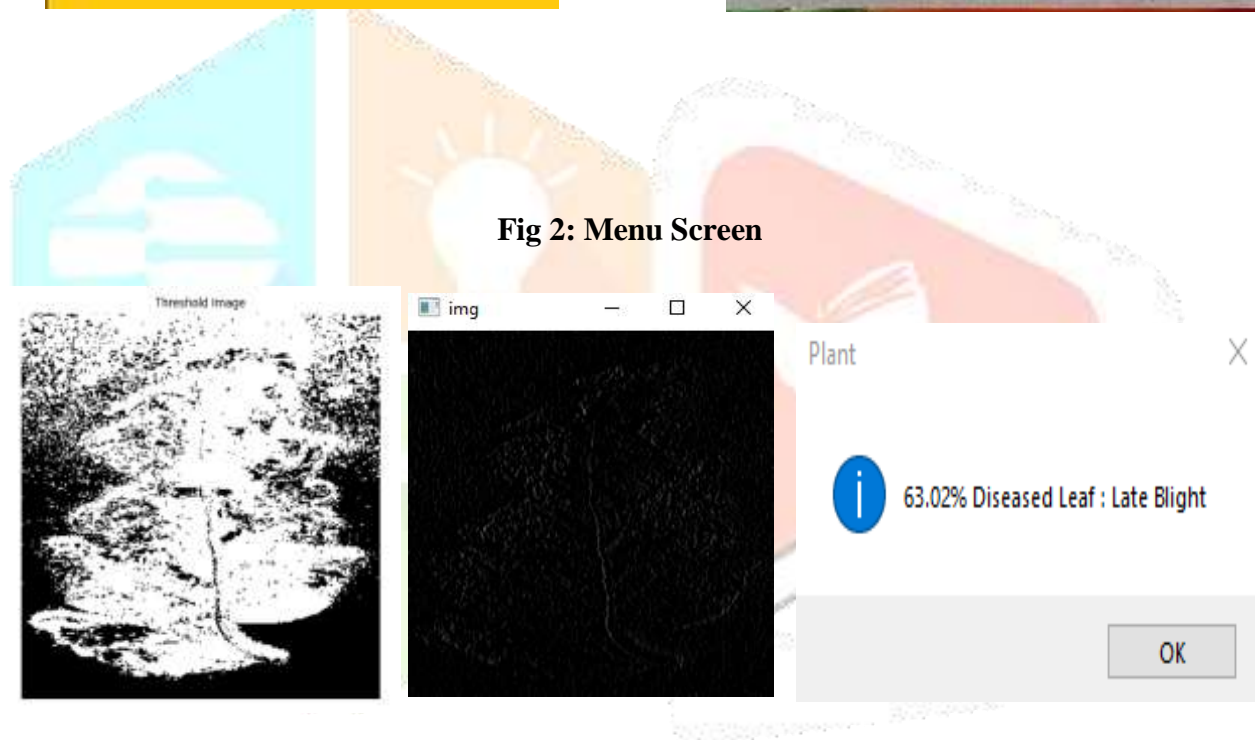 Fig 2: Menu Screen
Threshold Image
img
Plant
63.02% Diseased Leaf : Late Blight
OK